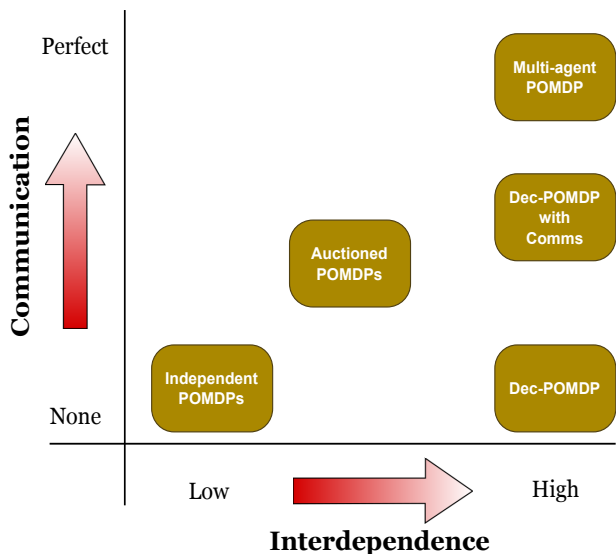 Perfect
Communication
None
Multi-agent
POMDP
Dec-POMDP
with
Comms
Auctioned
POMDPs
Independent
POMDPs
Dec-POMDP
Low
High
Interdependence